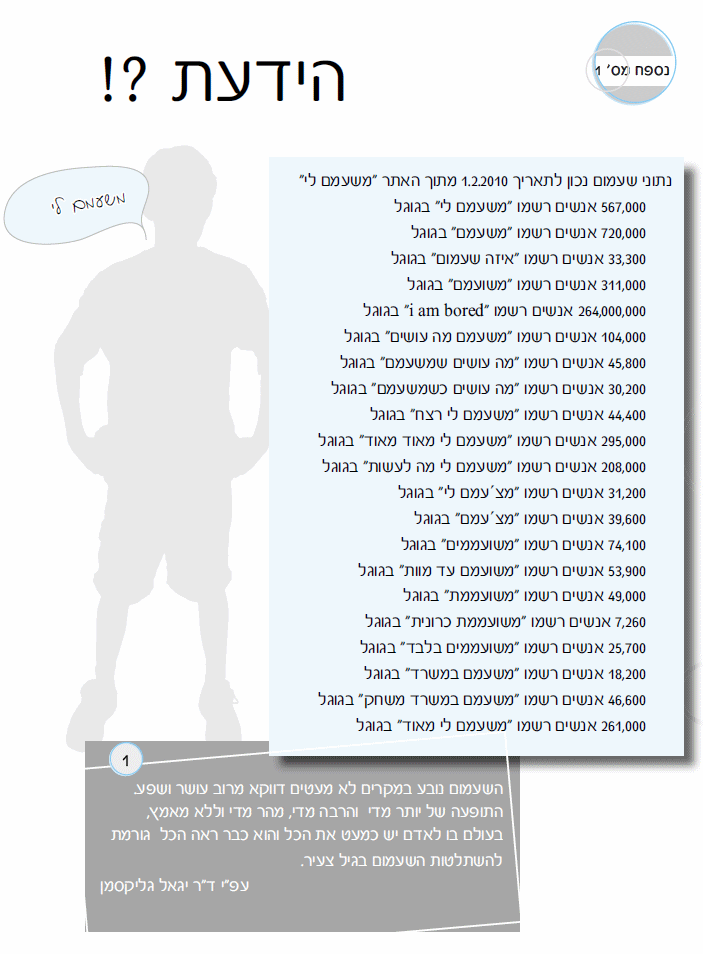 נספח מס' 1
הידעת ?!
משעמם לי
נתוני שעמום נכון לתאריך 1.2.2010 מתוך האתר "משעמם לי"
567,000 אנשים רשמו "משעמם לי" בגוגל
720,000 אנשים רשמו "משעמם" בגוגל
33,300 אנשים רשמו "איזה שעמום" בגוגל
311,000 אנשים רשמו "משועמם" בגוגל
264,000,000 אנשים רשמו "i am bored" בגוגל
104,000 אנשים רשמו "משעמם מה עושים" בגוגל
45,800 אנשים רשמו "מה עושים שמשעמם" בגוגל
30,200 אנשים רשמו "מה עושים כשמשעמם" בגוגל
44,400 אנשים רשמו "משעמם לי רצח" בגוגל
295,000 אנשים רשמו "משעמם לי מאוד מאוד" בגוגל
208,000 אנשים רשמו "משעמם לי מה לעשות" בגוגל
31,200 אנשים רשמו "מצ'עמם לי" בגוגל
39,600 אנשים רשמו "מצ'עמם" בגוגל
74,100 אנשים רשמו "משועממים" בגוגל
53,900 אנשים רשמו "משועמם עד מוות" בגוגל
49,000 אנשים רשמו "משועממת" בגוגל
7,260 אנשים רשמו "משועממת כרונית" בגוגל
25,700 אנשים רשמו "משועממים בלבד" בגוגל
18,200 אנשים רשמו "משעמם במשרד" בגוגל
46,600 אנשים רשמו "משעמם במשרד משחק" בגוגל
261,000 אנשים רשמו "משעמם לי מאוד" בגוגל
1
השעמום נובע במקרים לא מעטים דווקא מרוב עושר ושפע.
התופעה של יותר מדי והרבה מדי, מהר מדי וללא מאמץ,
בעולם בו לאדם יש כמעט את הכל והוא כבר ראה הכל גורמת
להשתלטות השעמום בגיל צעיר.
עפ"י ד"ר יגאל גליקסמן